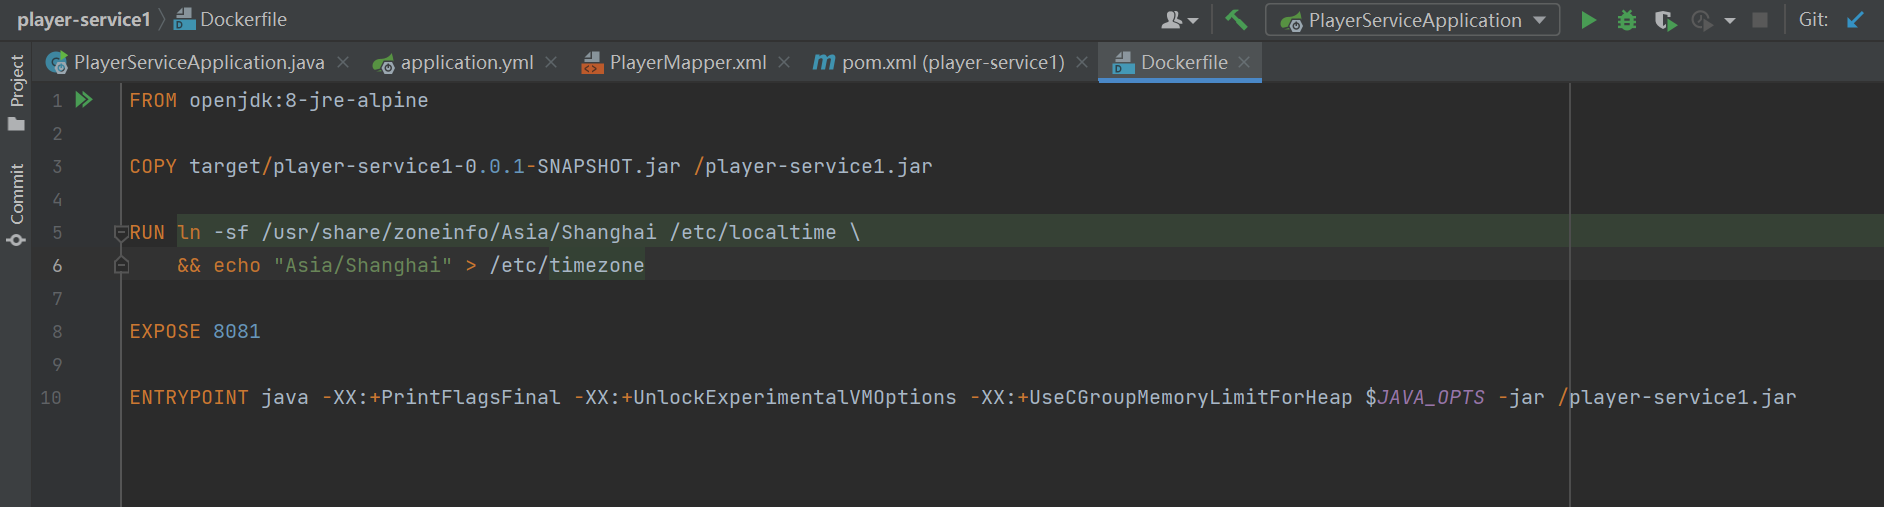 player-service1 Dockerfile PlayerServiceApplication Git:
PlayerServiceApplication.java application.yml PlayerMapper.xml pom.xml (player-service1) Dockerfile
Project
Commit
1 FROM openjdk:8-jre-alpine
2
3 COPY target/player-service1-0.0.1-SNAPSHOT.jar /player-service1.jar
4
5 RUN ln -sf /usr/share/zoneinfo/Asia/Shanghai /etc/localtime \
6 && echo "Asia/Shanghai" > /etc/timezone
7
8 EXPOSE 8081
9
10 ENTRYPOINT java -XX:+PrintFlagsFinal -XX:+UnlockExperimentalVMOptions -XX:+UseCGroupMemoryLimitForHeap $JAVA_OPTS -jar /player-service1.jar